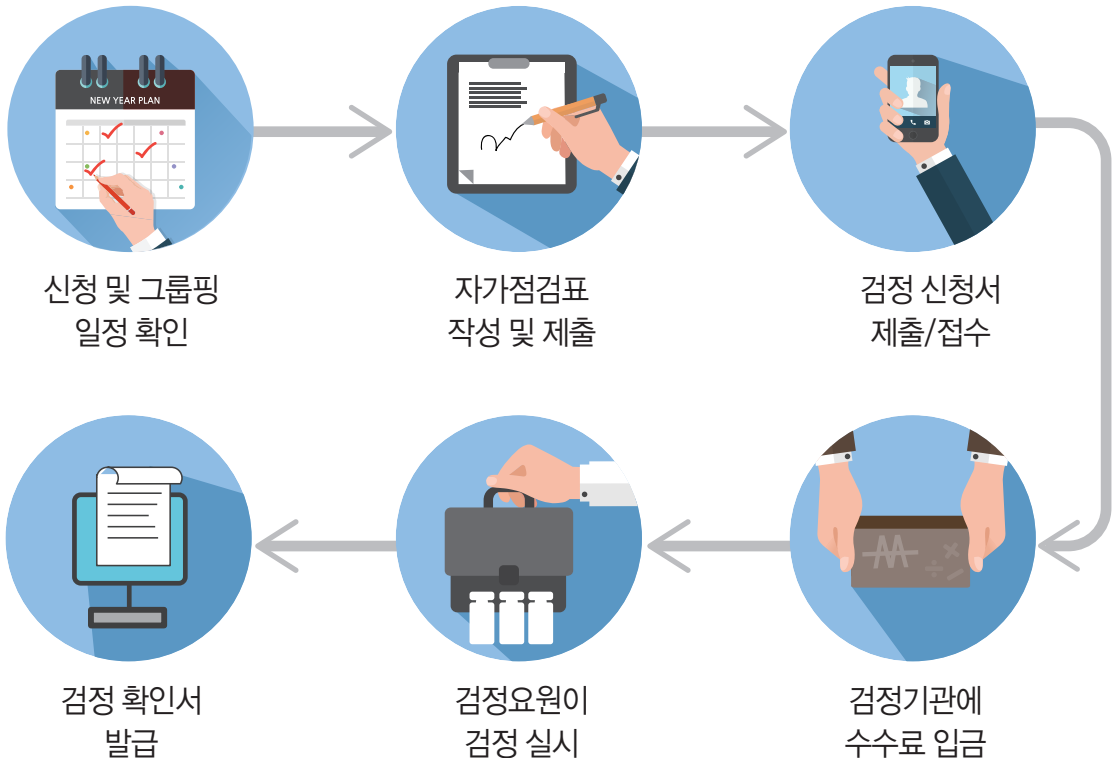 NEW YEAR PLAN
신청 및 그룹핑
일정 확인
자가점검표
작성 및 제출
검정 신청서
제출/접수
검정기관에
수수료 입금
검정요원이
검정 실시
검정 확인서
발급